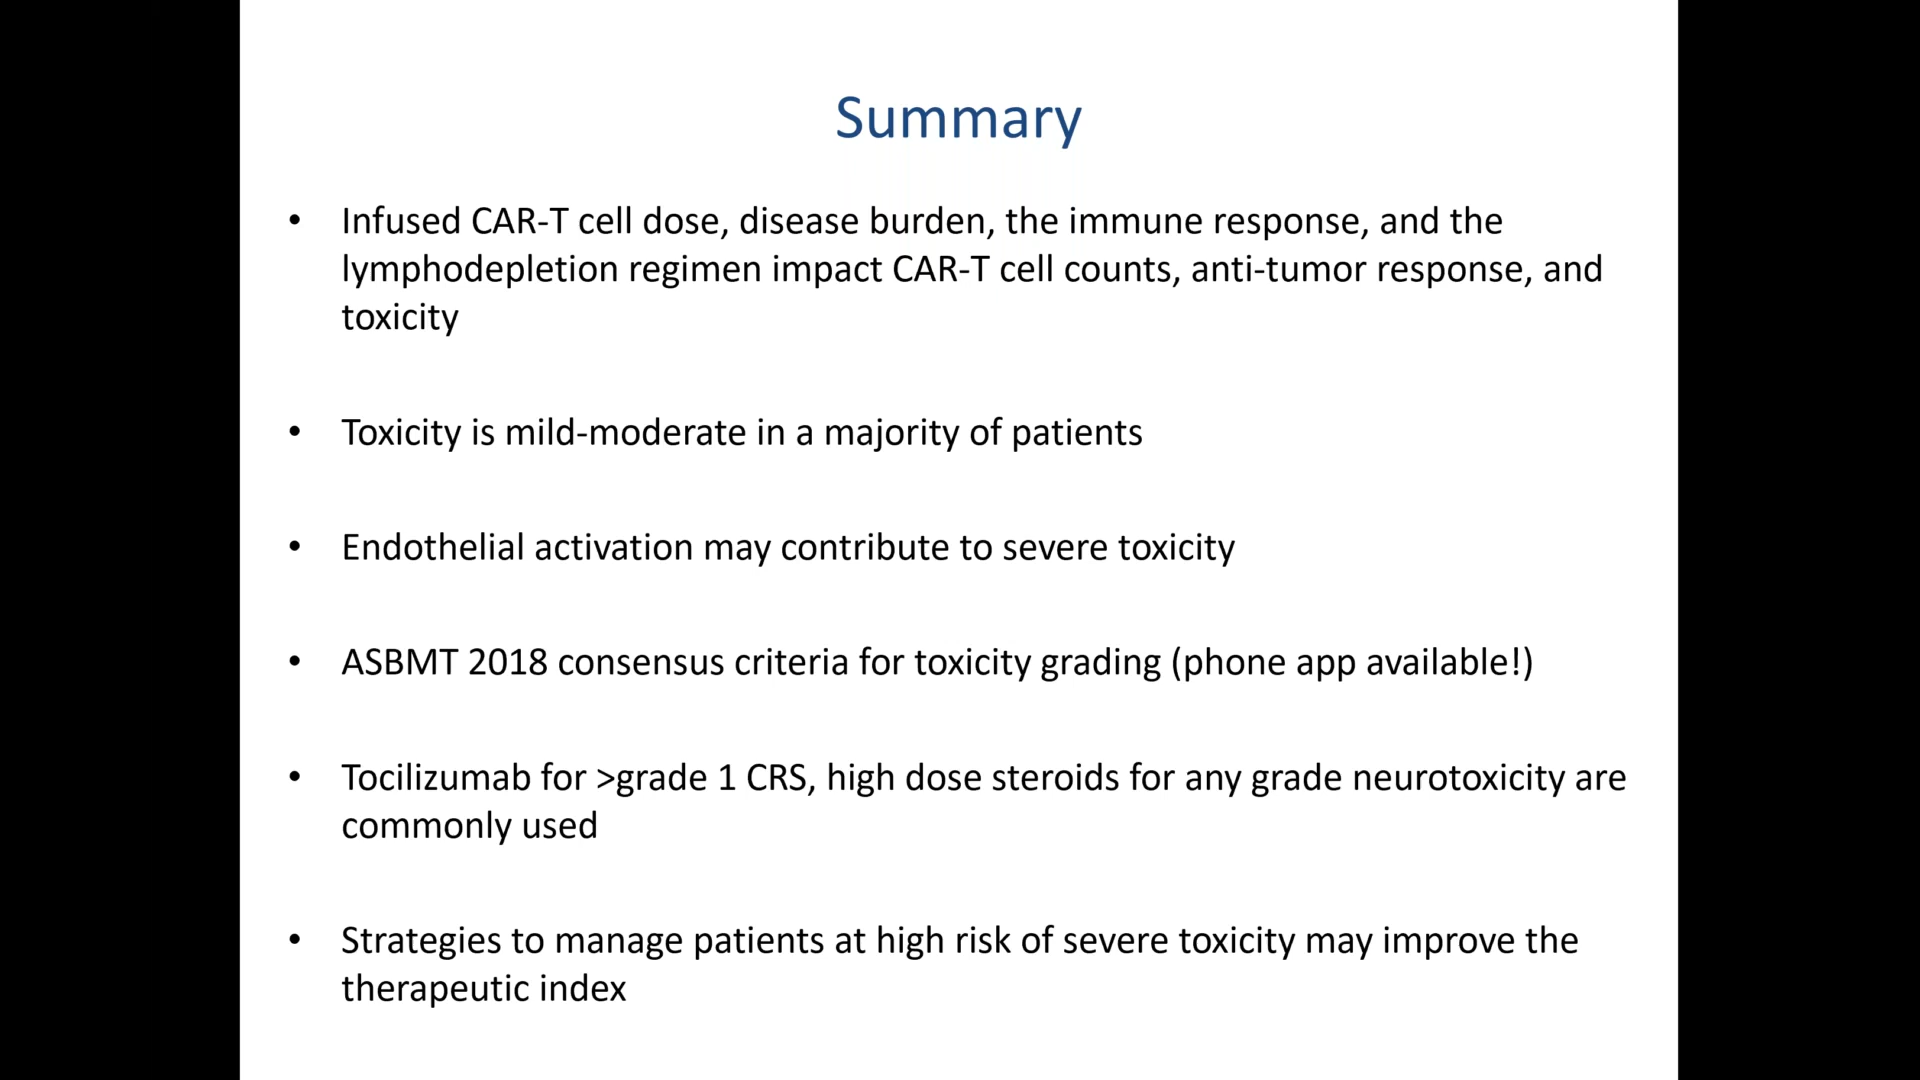 Summary
• Infused CAR-T cell dose, disease burden, the immune response, and the
lymphodepletion regimen impact CAR-T cell counts, anti-tumor response, and
toxicity
• Toxicity is mild-moderate in a majority of patients
• Endothelial activation may contribute to severe toxicity
• ASBMT 2018 consensus criteria for toxicity grading (phone app available!)
• Tocilizumab for >grade 1 CRS, high dose steroids for any grade neurotoxicity are
commonly used
• Strategies to manage patients at high risk of severe toxicity may improve the
therapeutic index